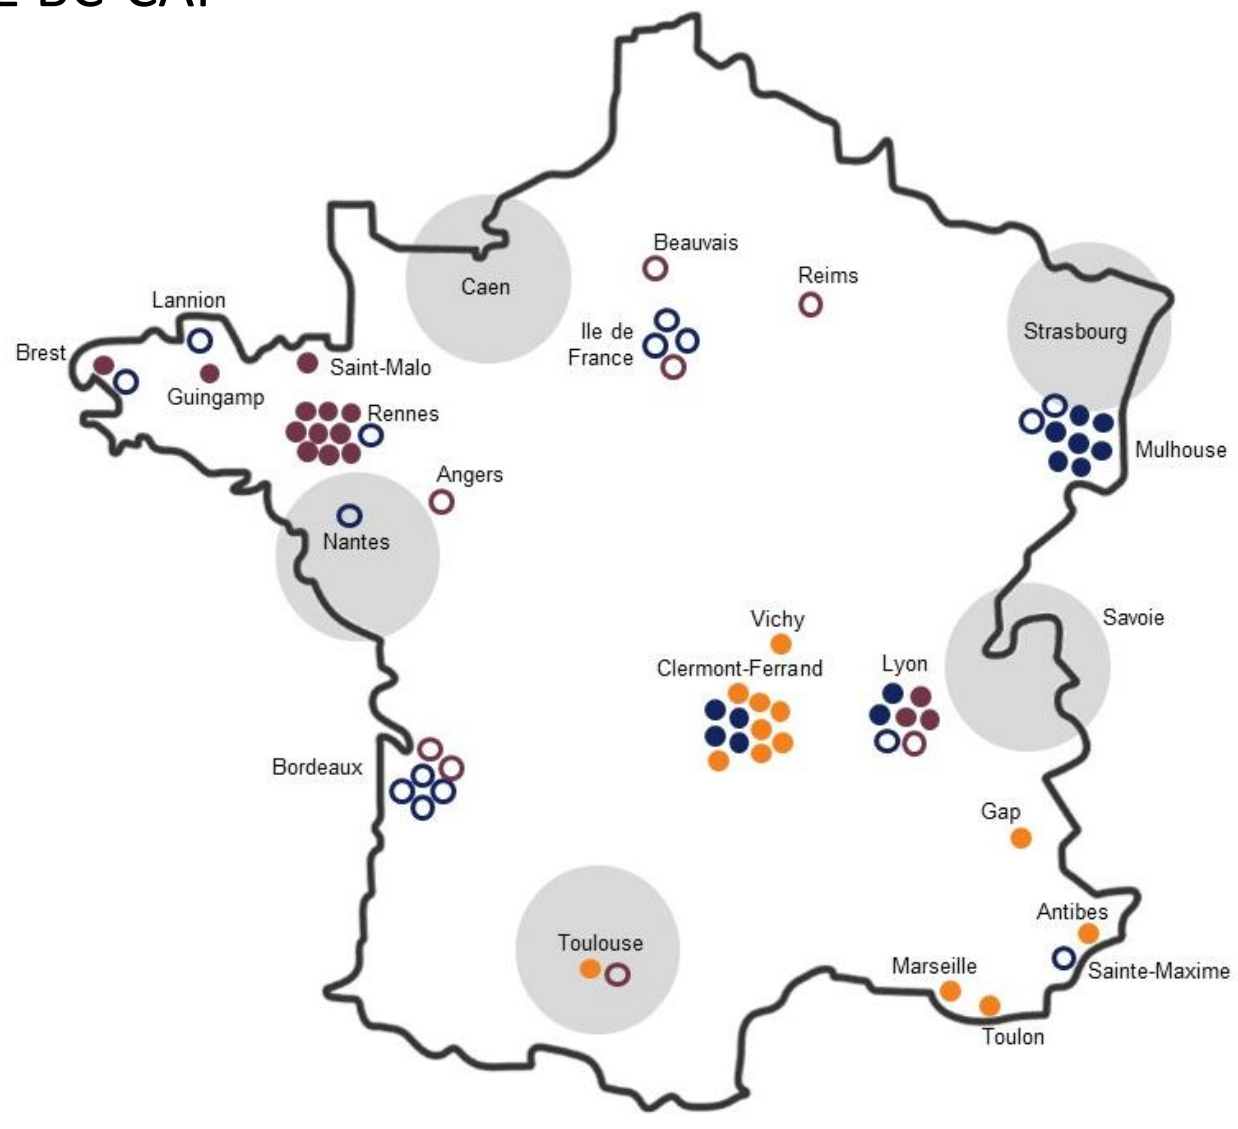 Beauvais
Reims
Caen
Lannion
Ile de
France
Strasbourg
Brest
Saint-Malo
Guingamp
Rennes
Mulhouse
Angers
Nantes
Vichy
Savoie
Clermont-Ferrand
Lyon
Bordeaux
Gap
Antibes
Toulouse
Marseille
Sainte-Maxime
Toulon